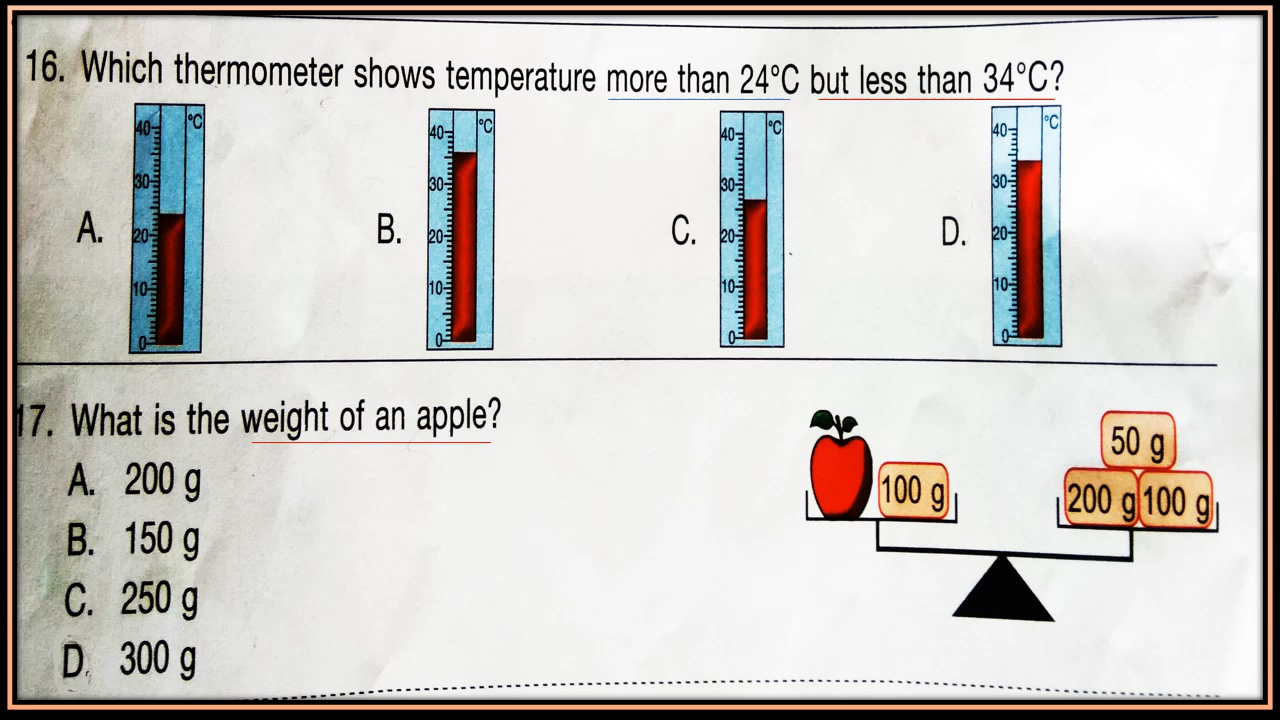 16. Which thermometer shows temperature more than 24°C but less than 34°C?
A.
°C
40
30
20
10
0
B.
°C
40
30
20
10
0
C.
°C
40
30
20
10
0
D.
°C
40
30
20
10
0
17. What is the weight of an apple?
A. 200 g
B. 150 g
C. 250 g
D. 300 g
100 g
50 g
200 g 100 g